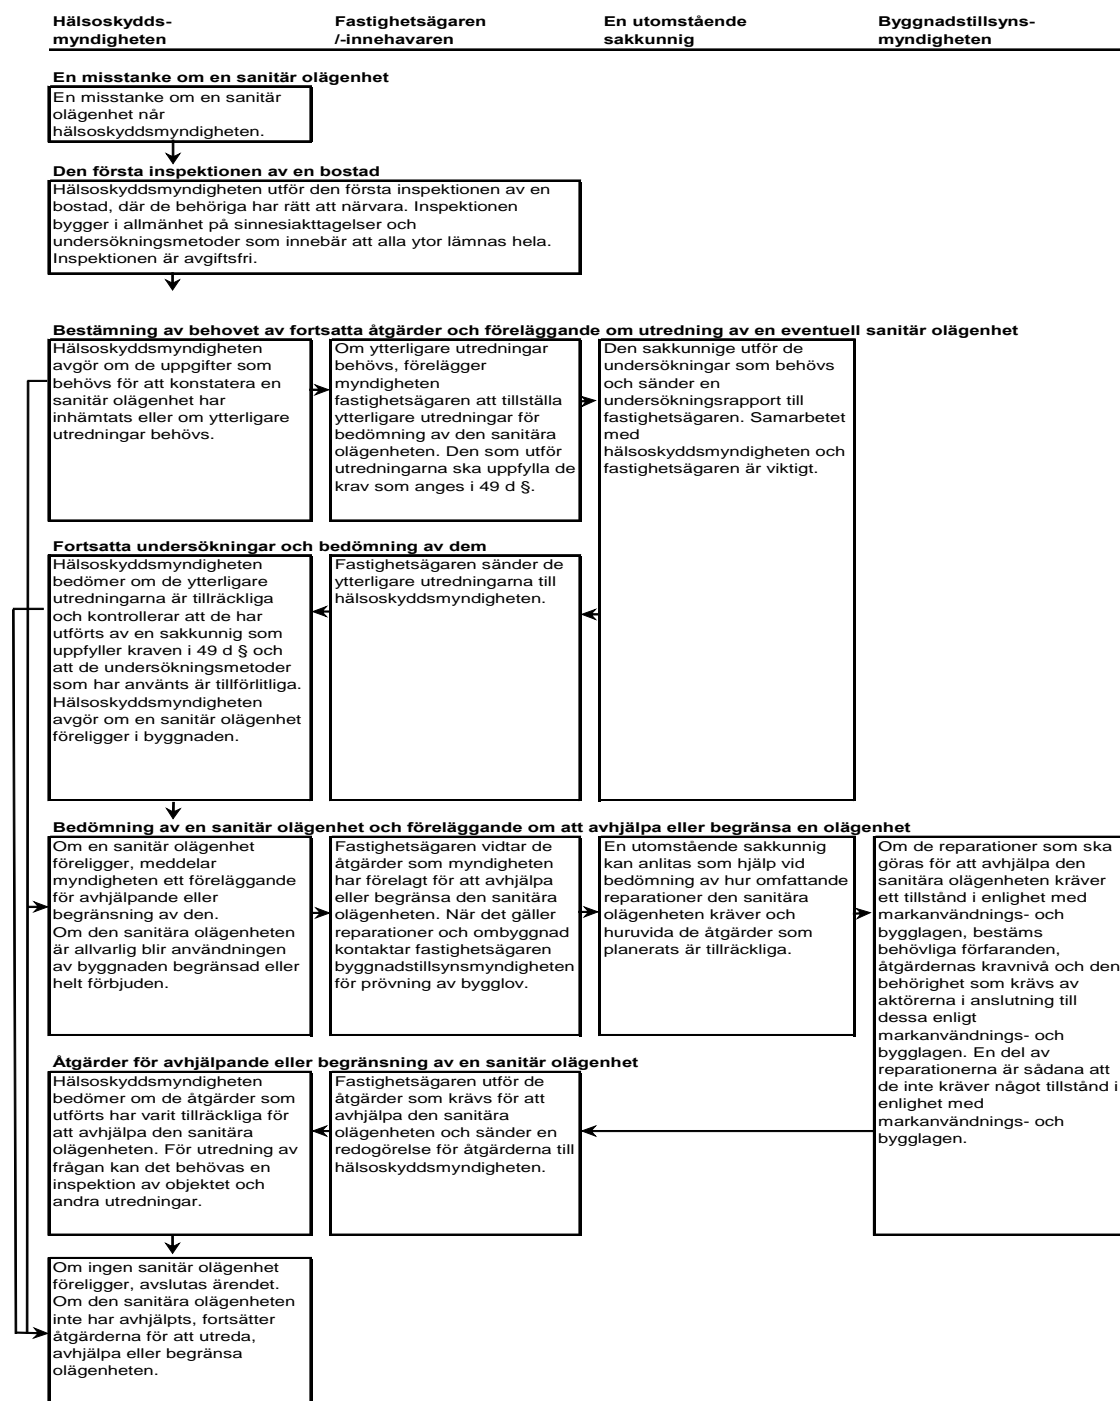 Hälsoskydds-
myndigheten
Fastighetsägaren
/-innehavaren
En utomstående
sakkunnig
Byggnadstillsyns-
myndigheten
En misstanke om en sanitär olägenhet
En misstanke om en sanitär
olägenhet når
hälsoskyddsmyndigheten.
Den första inspektionen av en bostad
Hälsoskyddsmyndigheten utför den första inspektionen av en
bostad, där de behöriga har rätt att närvara. Inspektionen
bygger i allmänhet på sinnesiakttagelser och
undersökningsmetoder som innebär att alla ytor lämnas hela.
Inspektionen är avgiftsfri.
Bestämning av behovet av fortsatta åtgärder och föreläggande om utredning av en eventuell sanitär olägenhet
Hälsoskyddsmyndigheten
avgör om de uppgifter som
behövs för att konstatera en
sanitär olägenhet har
inhämtats eller om ytterligare
utredningar behövs.
Om ytterligare utredningar
behövs, förelägger
myndigheten
fastighetsägaren att tillställa
ytterligare utredningar för
bedömning av den sanitära
olägenheten. Den som utför
utredningarna ska uppfylla de
krav som anges i 49 d §.
Den sakkunnige utför de
undersökningar som behövs
och sänder en
undersökningsrapport till
fastighetsägaren. Samarbetet
med
hälsoskyddsmyndigheten och
fastighetsägaren är viktigt.
Fortsatta undersökningar och bedömning av dem
Hälsoskyddsmyndigheten
bedömer om de ytterligare
utredningarna är tillräckliga
och kontrollerar att de har
utförts av en sakkunnig som
uppfyller kraven i 49 d § och
att de undersökningsmetoder
som har använts är tillförlitliga.
Hälsoskyddsmyndigheten
avgör om en sanitär olägenhet
föreligger i byggnaden.
Fastighetsägaren sänder de
ytterligare utredningarna till
hälsoskyddsmyndigheten.
Bedömning av en sanitär olägenhet och föreläggande om att avhjälpa eller begränsa en olägenhet
Om en sanitär olägenhet
föreligger, meddelar
myndigheten ett föreläggande
för avhjälpande eller
begränsning av den.
Om den sanitära olägenheten
är allvarlig blir användningen
av byggnaden begränsad eller
helt förbjuden.
Fastighetsägaren vidtar de
åtgärder som myndigheten
har förelagt för att avhjälpa
eller begränsa den sanitära
olägenheten. När det gäller
reparationer och ombyggnad
kontaktar fastighetsägaren
byggnadstillsynsmyndigheten
för prövning av bygglov.
En utomstående sakkunnig
kan anlitas som hjälp vid
bedömning av hur omfattande
reparationer den sanitära
olägenheten kräver och
huruvida de åtgärder som
planerats är tillräckliga.
Om de reparationer som ska
göras för att avhjälpa den
sanitära olägenheten kräver
ett tillstånd i enlighet med
markanvändnings- och
bygglagen, bestäms
behövliga förfaranden,
åtgärdernas kravnivå och den
behörighet som krävs av
aktörerna i anslutning till
dessa enligt
markanvändnings- och
bygglagen. En del av
reparationerna är sådana att
de inte kräver något tillstånd i
enlighet med
markanvändnings- och
bygglagen.
Åtgärder för avhjälpande eller begränsning av en sanitär olägenhet
Hälsoskyddsmyndigheten
bedömer om de åtgärder som
utförts har varit tillräckliga för
att avhjälpa den sanitära
olägenheten. För utredning av
frågan kan det behövas en
inspektion av objektet och
andra utredningar.
Fastighetsägaren utför de
åtgärder som krävs för att
avhjälpa den sanitära
olägenheten och sänder en
redogörelse för åtgärderna till
hälsoskyddsmyndigheten.
Om ingen sanitär olägenhet
föreligger, avslutas ärendet.
Om den sanitära olägenheten
inte har avhjälpts, fortsätter
åtgärderna för att utreda,
avhjälpa eller begränsa
olägenheten.